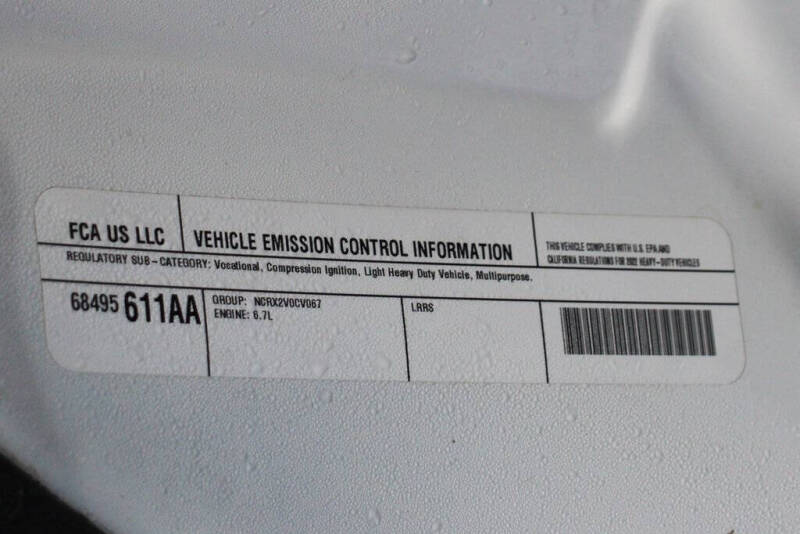 FCA US LLC
VEHICLE EMISSION CONTROL INFORMATION
THIS VEHICLE COMPLIES WITH U.S. EPA AND
CALIFORNIA REGULATIONS FOR 2022 HEAVY-DUTY VEHICLES
REGULATORY SUB-CATEGORY: Vocational, Compression Ignition, Light Heavy Duty Vehicle, Multipurpose.
68495 611AA
GROUP: NCRX2V0CV067
ENGINE: 6.7L
LRRS